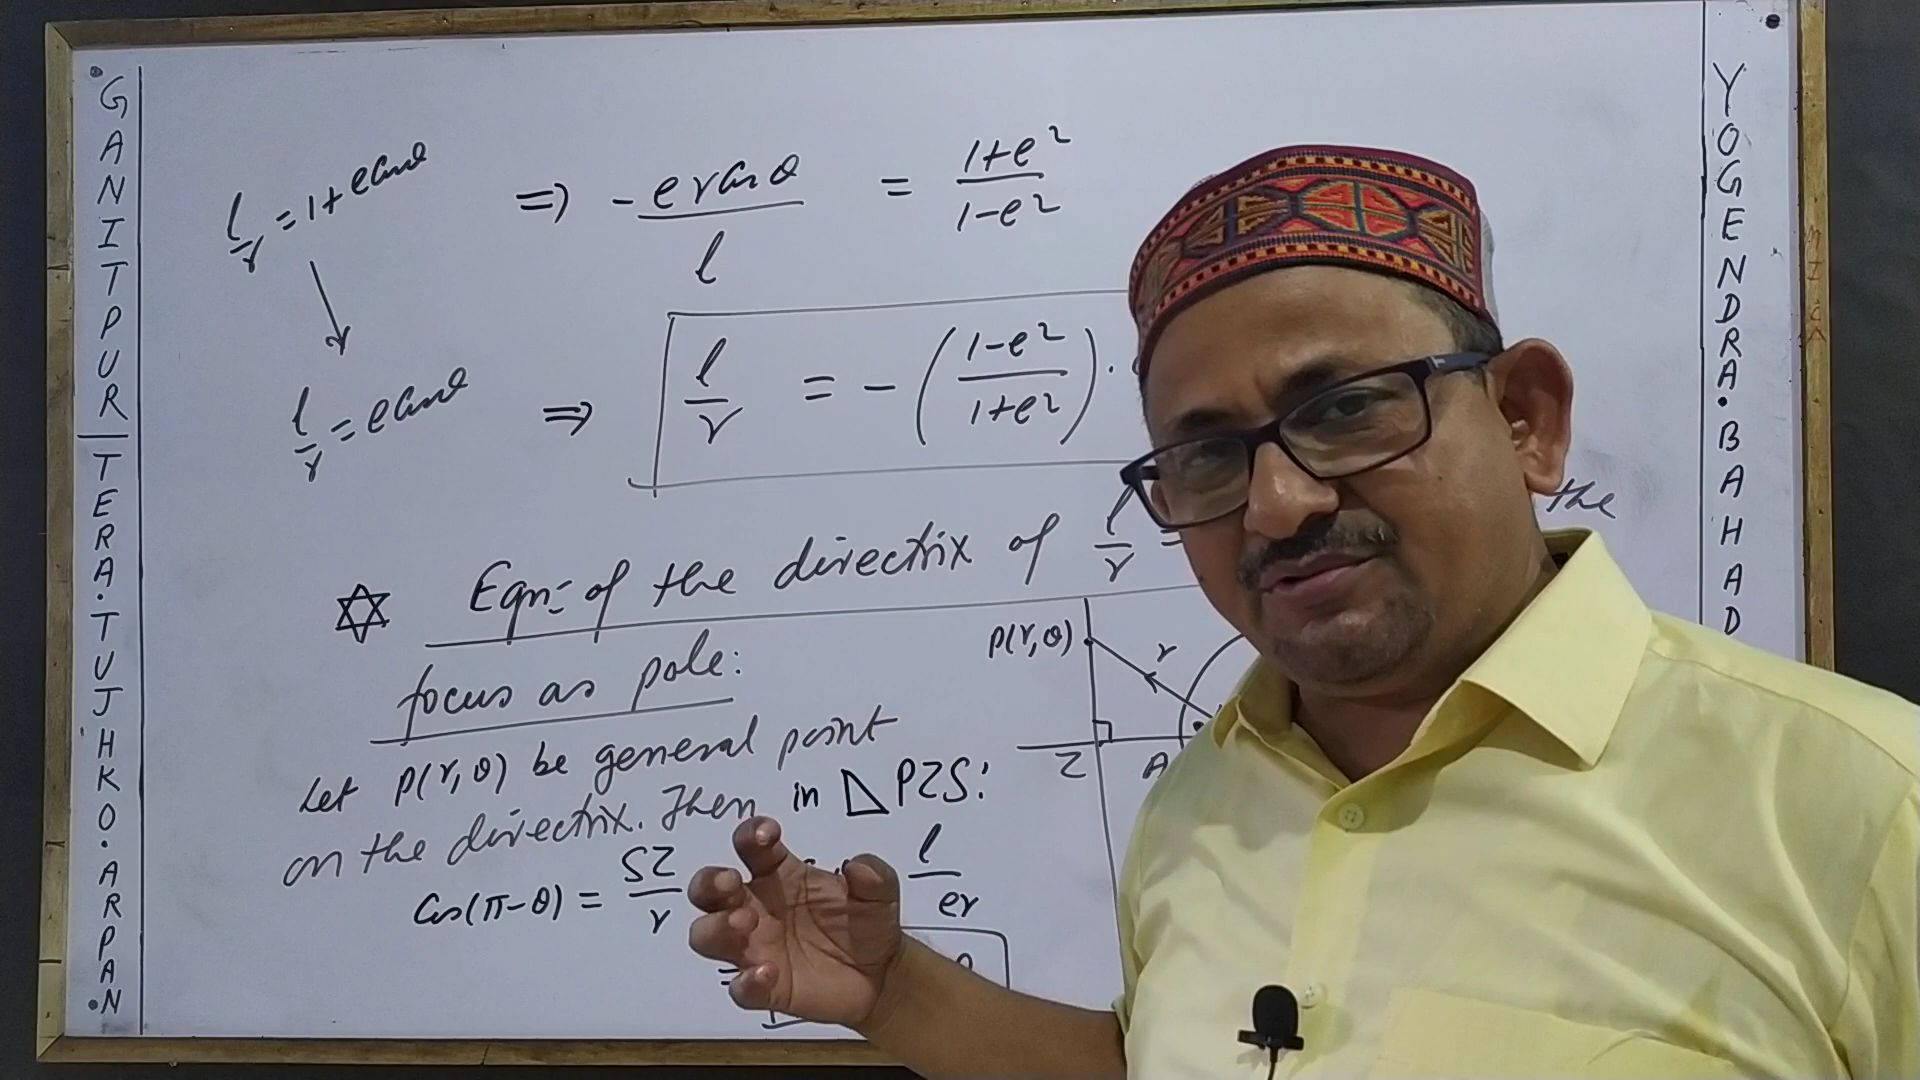 GANITPUR | TERA.TUJHKO.ARPAN
l/r = 1+ecosθ ⇒ -ercosθ/l = 1+e²/1-e²
l/r = ecosθ ⇒ l/r = -(1-e²/1+e²).
Eqn: of the directrix of l/r = the
focus as pole:
Let P(r,θ) be general point
on the directrix. Then in △PZS:
Cos(π-θ) = SZ/r l/er
=
P(r,θ) r
Z A
YOGENDRA.BAHAD